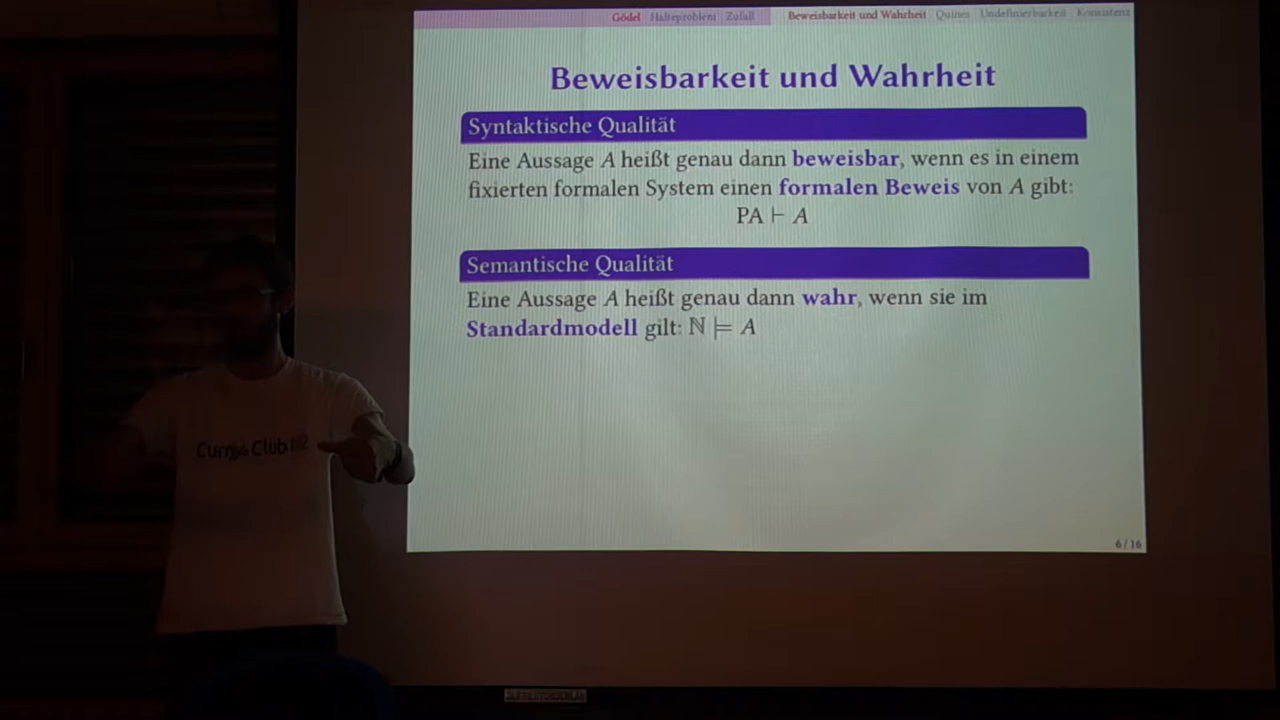 Gödel Halteproblem Zufall Beweisbarkeit und Wahrheit Quines Undefinierbarkeit Konsistenz
Beweisbarkeit und Wahrheit
Syntaktische Qualität
Eine Aussage A heißt genau dann beweisbar, wenn es in einem
fixierten formalen System einen formalen Beweis von A gibt:
PA ⊢ A
Semantische Qualität
Eine Aussage A heißt genau dann wahr, wenn sie im
Standardmodell gilt: ℕ ⊨ A
Club
6 / 16